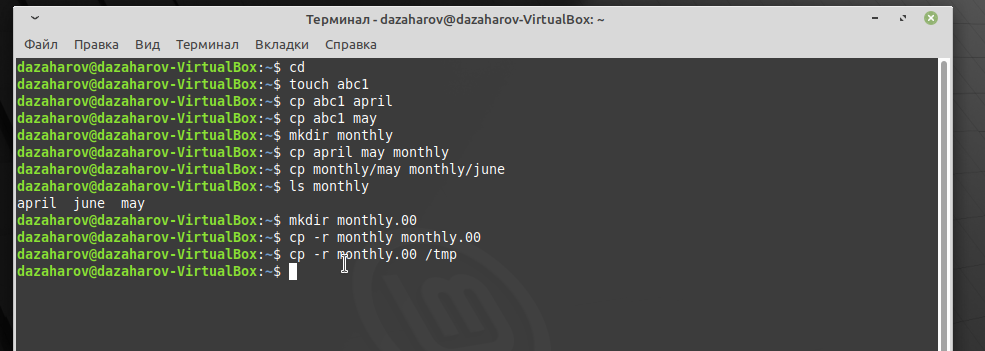 Терминал - dazaharov@dazaharov-VirtualBox: ~
Файл Правка Вид Терминал Вкладки Справка
dazaharov@dazaharov-VirtualBox:~$ cd
dazaharov@dazaharov-VirtualBox:~$ touch abc1
dazaharov@dazaharov-VirtualBox:~$ cp abc1 april
dazaharov@dazaharov-VirtualBox:~$ cp abc1 may
dazaharov@dazaharov-VirtualBox:~$ mkdir monthly
dazaharov@dazaharov-VirtualBox:~$ cp april may monthly
dazaharov@dazaharov-VirtualBox:~$ cp monthly/may monthly/june
dazaharov@dazaharov-VirtualBox:~$ ls monthly
april  june  may
dazaharov@dazaharov-VirtualBox:~$ mkdir monthly.00
dazaharov@dazaharov-VirtualBox:~$ cp -r monthly monthly.00
dazaharov@dazaharov-VirtualBox:~$ cp -r monthly.00 /tmp
dazaharov@dazaharov-VirtualBox:~$